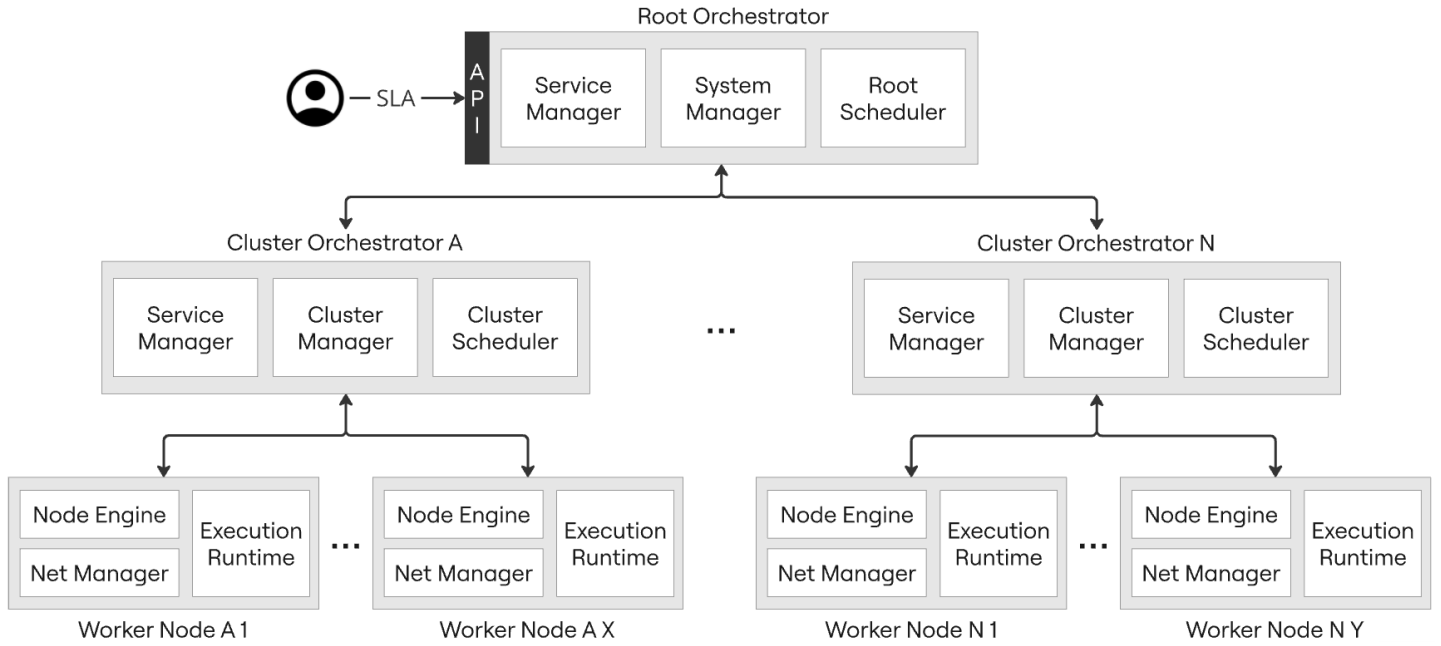 Root Orchestrator
SLA
A
P
I
Service
Manager
System
Manager
Root
Scheduler
Cluster Orchestrator A
Service
Manager
Cluster
Manager
Cluster
Scheduler
...
Cluster Orchestrator N
Service
Manager
Cluster
Manager
Cluster
Scheduler
Node Engine
Net Manager
Execution
Runtime
Worker Node A 1
...
Node Engine
Net Manager
Execution
Runtime
Worker Node A X
Node Engine
Net Manager
Execution
Runtime
Worker Node N 1
...
Node Engine
Net Manager
Execution
Runtime
Worker Node N Y